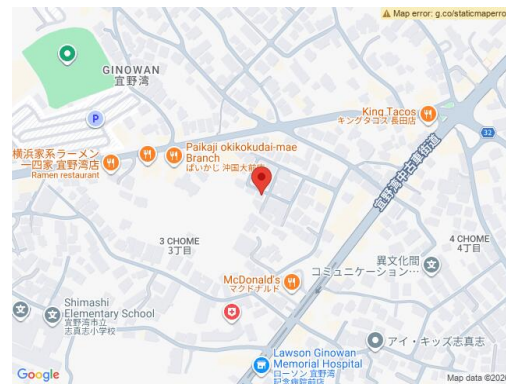 ⚠ Map error: g.co/staticmaperro
GINOWAN
宜野湾
P
King Tacos
キングタコス 長田店
32
Paikaji okikokudai-mae
Branch
ぱいかじ 沖国大前店
横浜家系ラーメン
一四家 宜野湾店
Ramen restaurant
宜野湾中古車街道
3 CHOME
3丁目
4 CHOME
4丁目
異文化間
コミュニケーション…
McDonald's
マクドナルド
Shimashi
Elementary School
宜野湾市立
志真志小学校
アイ・キッズ志真志
Lawson Ginowan
Memorial Hospital
ローソン 宜野湾
記念病院前店
Google
Map data ©2026